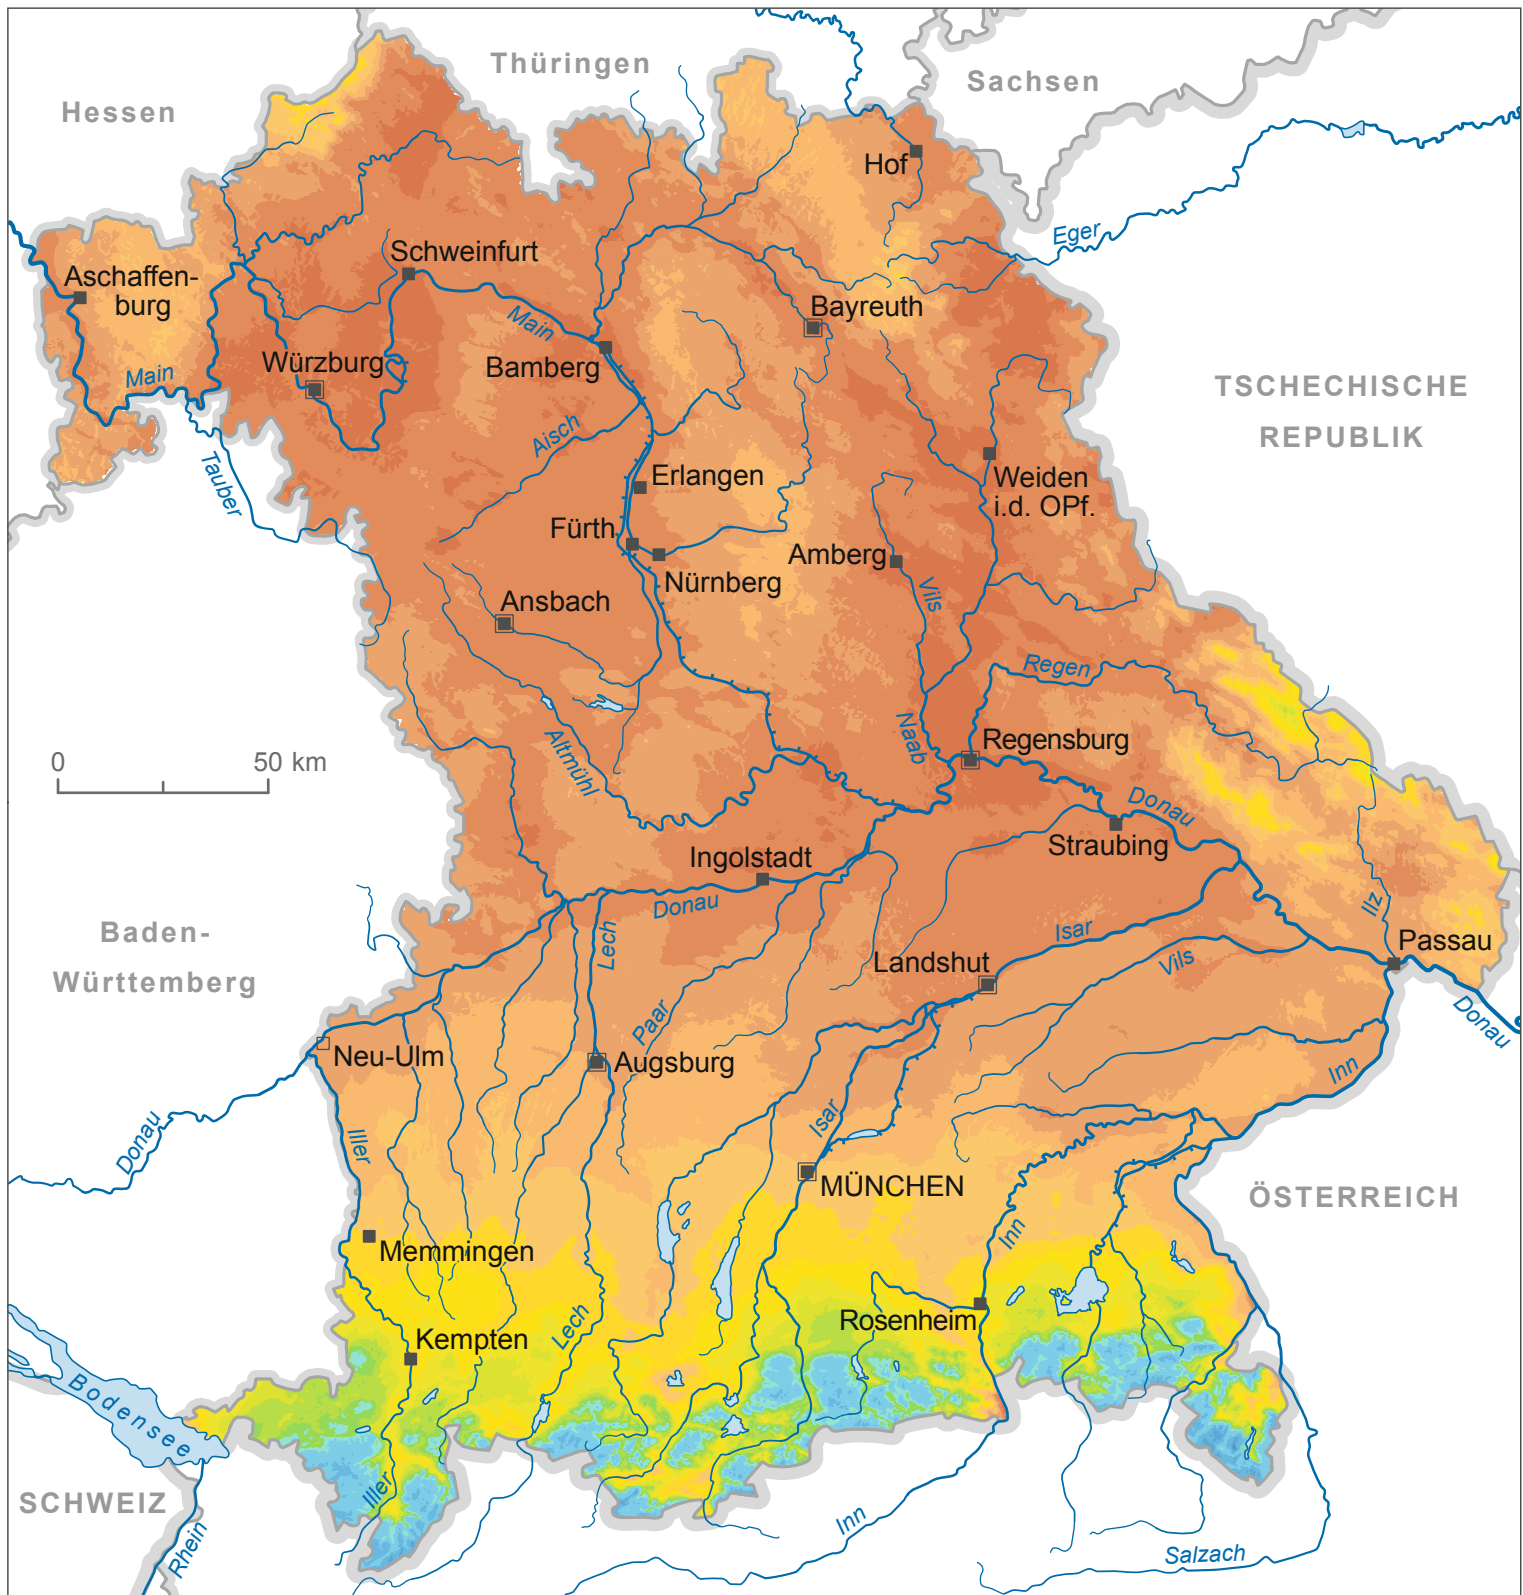 Thüringen
Sachsen
Hessen
Hof
Eger
Schweinfurt
Aschaffen-
burg
Bayreuth
Main
Bamberg
Würzburg
Main
TSCHECHISCHE
REPUBLIK
Aisch
Tauber
Erlangen
Weiden
i.d. OPf.
Fürth
Amberg
Nürnberg
Vils
Ansbach
Regen
Naab
Regensburg
Altmühl
0
50 km
Donau
Straubing
Ingolstadt
Donau
Ilz
Baden-
Württemberg
Lech
Isar
Passau
Landshut
Vils
Donau
Paar
Neu-Ulm
Augsburg
Inn
Isar
Donau
Iller
MÜNCHEN
ÖSTERREICH
Inn
Memmingen
Rosenheim
Lech
Kempten
Bodensee
Iller
SCHWEIZ
Inn
Rhein
Salzach